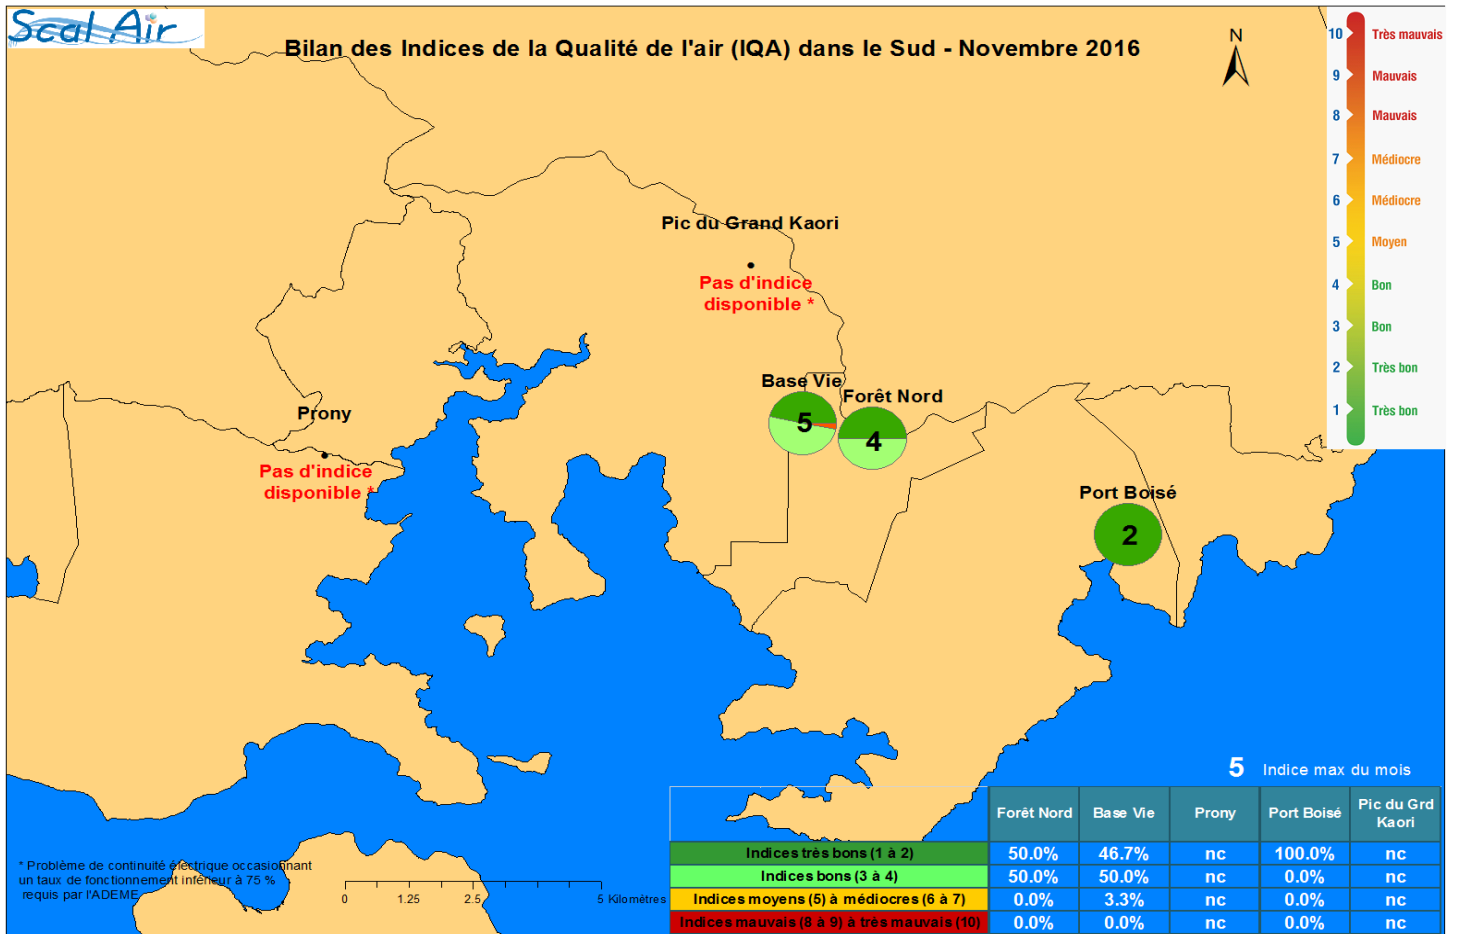 Scal Air
Bilan des Indices de la Qualité de l'air (IQA) dans le Sud - Novembre 2016
N
10 Très mauvais
9 Mauvais
8 Mauvais
7 Médiocre
6 Médiocre
5 Moyen
4 Bon
3 Bon
2 Très bon
1 Très bon
Pic du Grand Kaori
Pas d'indice
disponible *
Base Vie
5
Forêt Nord
4
Prony
Pas d'indice
disponible *
Port Boisé
2
5 Indice max du mois
Forêt Nord Base Vie Prony Port Boisé Pic du Grd
Kaori
Indices très bons (1 à 2) 50.0% 46.7% nc 100.0% nc
Indices bons (3 à 4) 50.0% 50.0% nc 0.0% nc
Indices moyens (5) à médiocres (6 à 7) 0.0% 3.3% nc 0.0% nc
Indices mauvais (8 à 9) à très mauvais (10) 0.0% 0.0% nc 0.0% nc
* Problème de continuité électrique occasionnant
un taux de fonctionnement inférieur à 75 %
requis par l'ADEME
0 1.25 2.5 5 Kilomètres